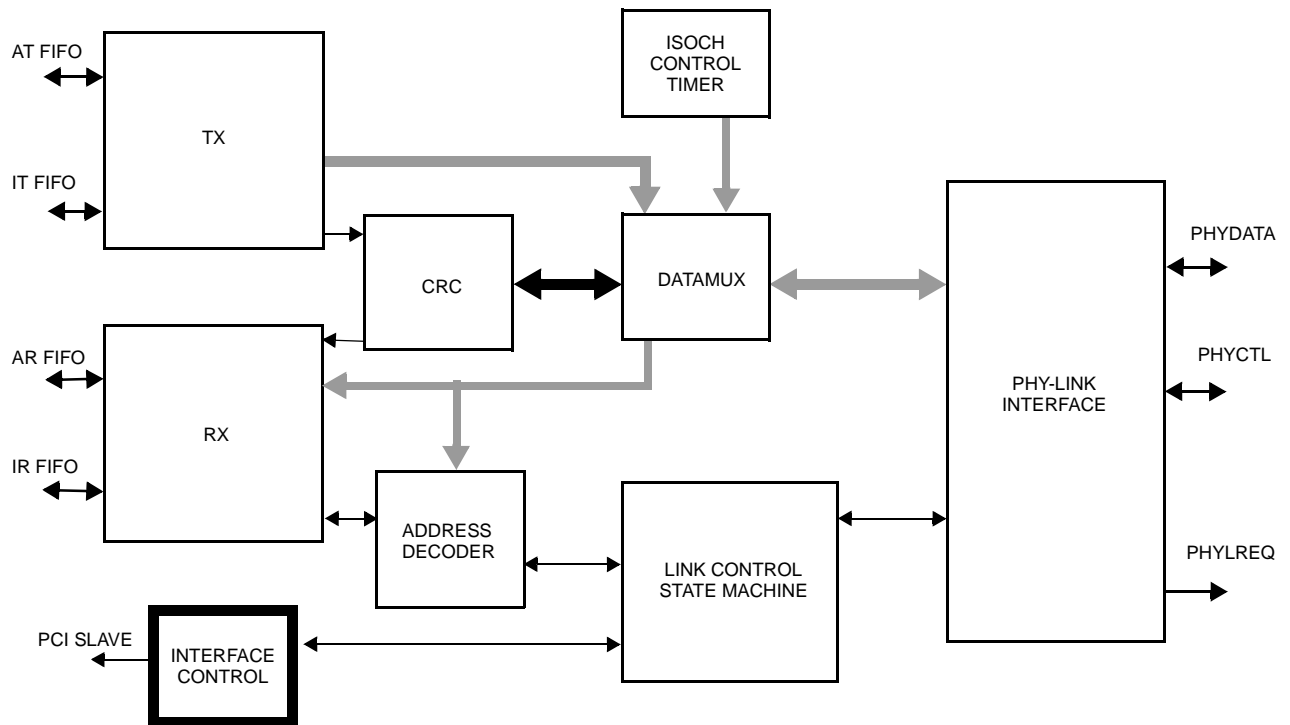 AT FIFO
ISOCH
CONTROL
TIMER
TX
IT FIFO
PHYDATA
CRC
DATAMUX
AR FIFO
PHYCTL
PHY-LINK
INTERFACE
RX
IR FIFO
ADDRESS
DECODER
PHYLREQ
LINK CONTROL
STATE MACHINE
PCI SLAVE
INTERFACE
CONTROL